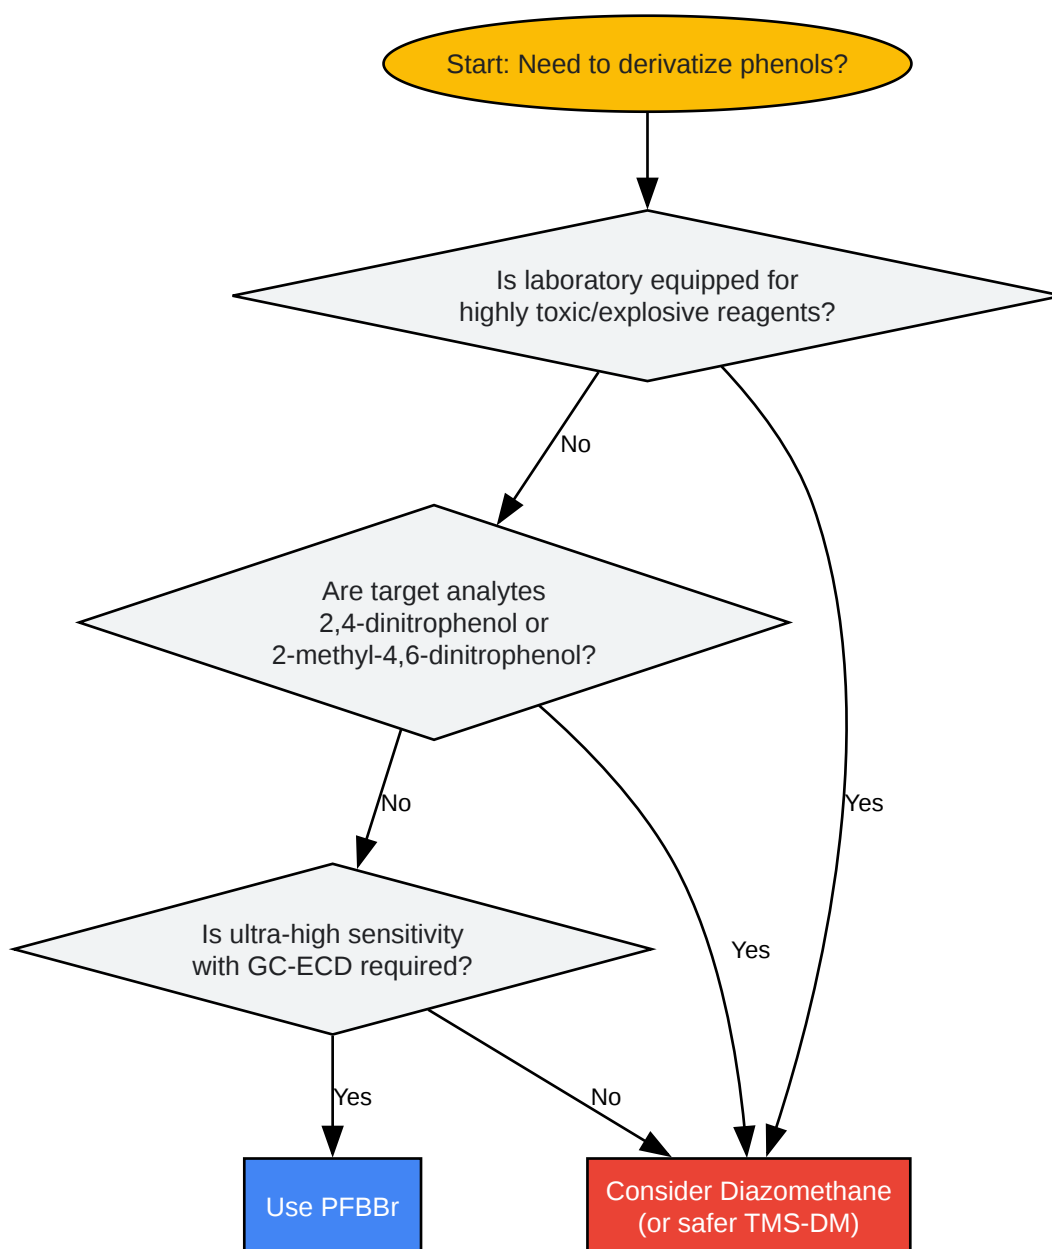 Start: Need to derivatize phenols?
Is laboratory equipped for
highly toxic/explosive reagents?
No
Are target analytes
2,4-dinitrophenol or
2-methyl-4,6-dinitrophenol?
No
Yes
Is ultra-high sensitivity
with GC-ECD required?
Yes
Yes
No
Use PFBBr
Consider Diazomethane
(or safer TMS-DM)